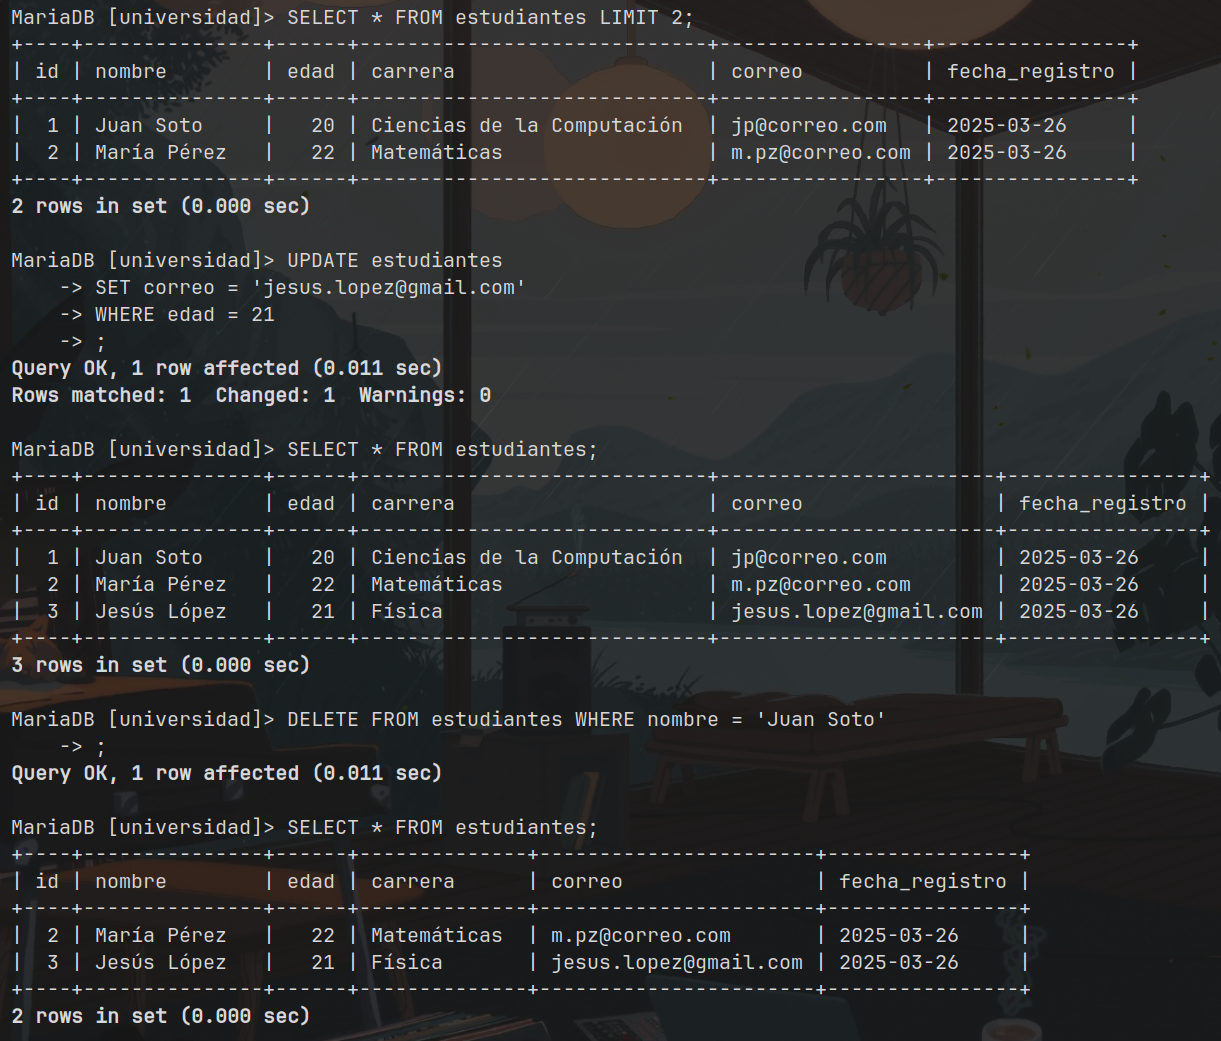 MariaDB [universidad]> SELECT * FROM estudiantes LIMIT 2;
+----+---------------+------+-----------------------------+-----------------+----------------+
| id | nombre        | edad | carrera                     | correo          | fecha_registro |
+----+---------------+------+-----------------------------+-----------------+----------------+
|  1 | Juan Soto     |   20 | Ciencias de la Computación  | jp@correo.com   | 2025-03-26     |
|  2 | María Pérez   |   22 | Matemáticas                 | m.pz@correo.com | 2025-03-26     |
+----+---------------+------+-----------------------------+-----------------+----------------+
2 rows in set (0.000 sec)

MariaDB [universidad]> UPDATE estudiantes
    -> SET correo = 'jesus.lopez@gmail.com'
    -> WHERE edad = 21
    -> ;
Query OK, 1 row affected (0.011 sec)
Rows matched: 1  Changed: 1  Warnings: 0

MariaDB [universidad]> SELECT * FROM estudiantes;
+----+---------------+------+-----------------------------+-----------------------+----------------+
| id | nombre        | edad | carrera                     | correo                | fecha_registro |
+----+---------------+------+-----------------------------+-----------------------+----------------+
|  1 | Juan Soto     |   20 | Ciencias de la Computación  | jp@correo.com         | 2025-03-26     |
|  2 | María Pérez   |   22 | Matemáticas                 | m.pz@correo.com       | 2025-03-26     |
|  3 | Jesús López   |   21 | Física                      | jesus.lopez@gmail.com | 2025-03-26     |
+----+---------------+------+-----------------------------+-----------------------+----------------+
3 rows in set (0.000 sec)

MariaDB [universidad]> DELETE FROM estudiantes WHERE nombre = 'Juan Soto'
    -> ;
Query OK, 1 row affected (0.011 sec)

MariaDB [universidad]> SELECT * FROM estudiantes;
+----+---------------+------+--------------+-----------------------+----------------+
| id | nombre        | edad | carrera      | correo                | fecha_registro |
+----+---------------+------+--------------+-----------------------+----------------+
|  2 | María Pérez   |   22 | Matemáticas  | m.pz@correo.com       | 2025-03-26     |
|  3 | Jesús López   |   21 | Física       | jesus.lopez@gmail.com | 2025-03-26     |
+----+---------------+------+--------------+-----------------------+----------------+
2 rows in set (0.000 sec)